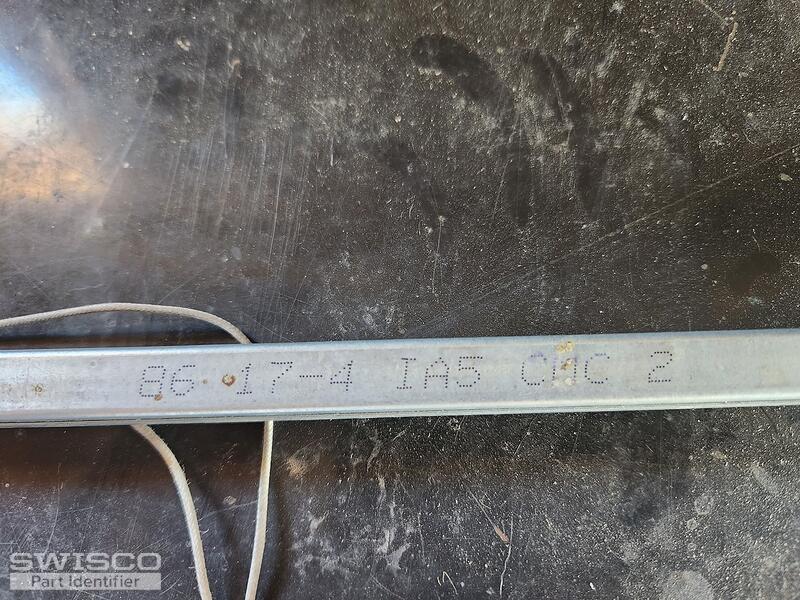 86 17-4 IA5 CMC 2
SWISCO
Part Identifier